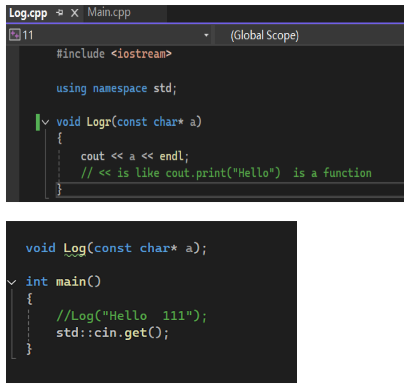 Log.cpp Main.cpp
11 (Global Scope)
#include <iostream>
using namespace std;
void Logr(const char* a)
{
cout << a << endl;
// << is like cout.print("Hello")  is a function
}
void Log(const char* a);
int main()
{
//Log("Hello  111");
std::cin.get();
}